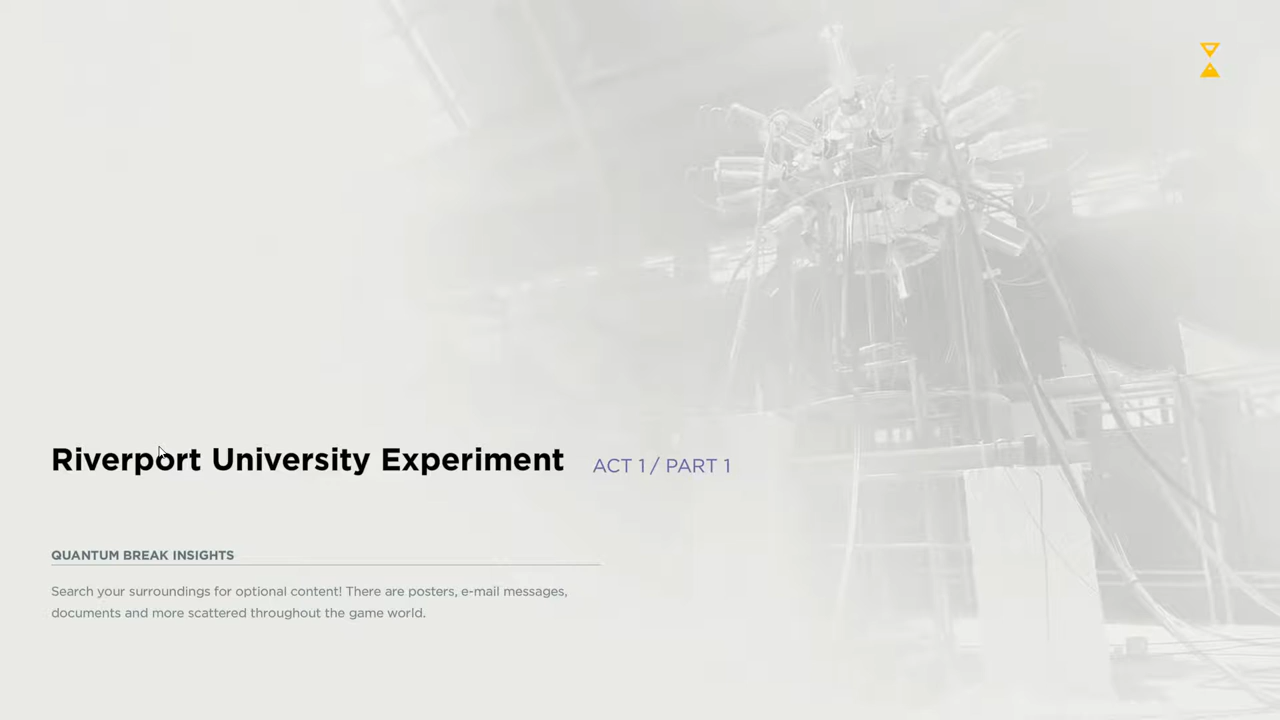 Riverport University Experiment ACT 1 / PART 1
QUANTUM BREAK INSIGHTS
Search your surroundings for optional content! There are posters, e-mail messages,
documents and more scattered throughout the game world.